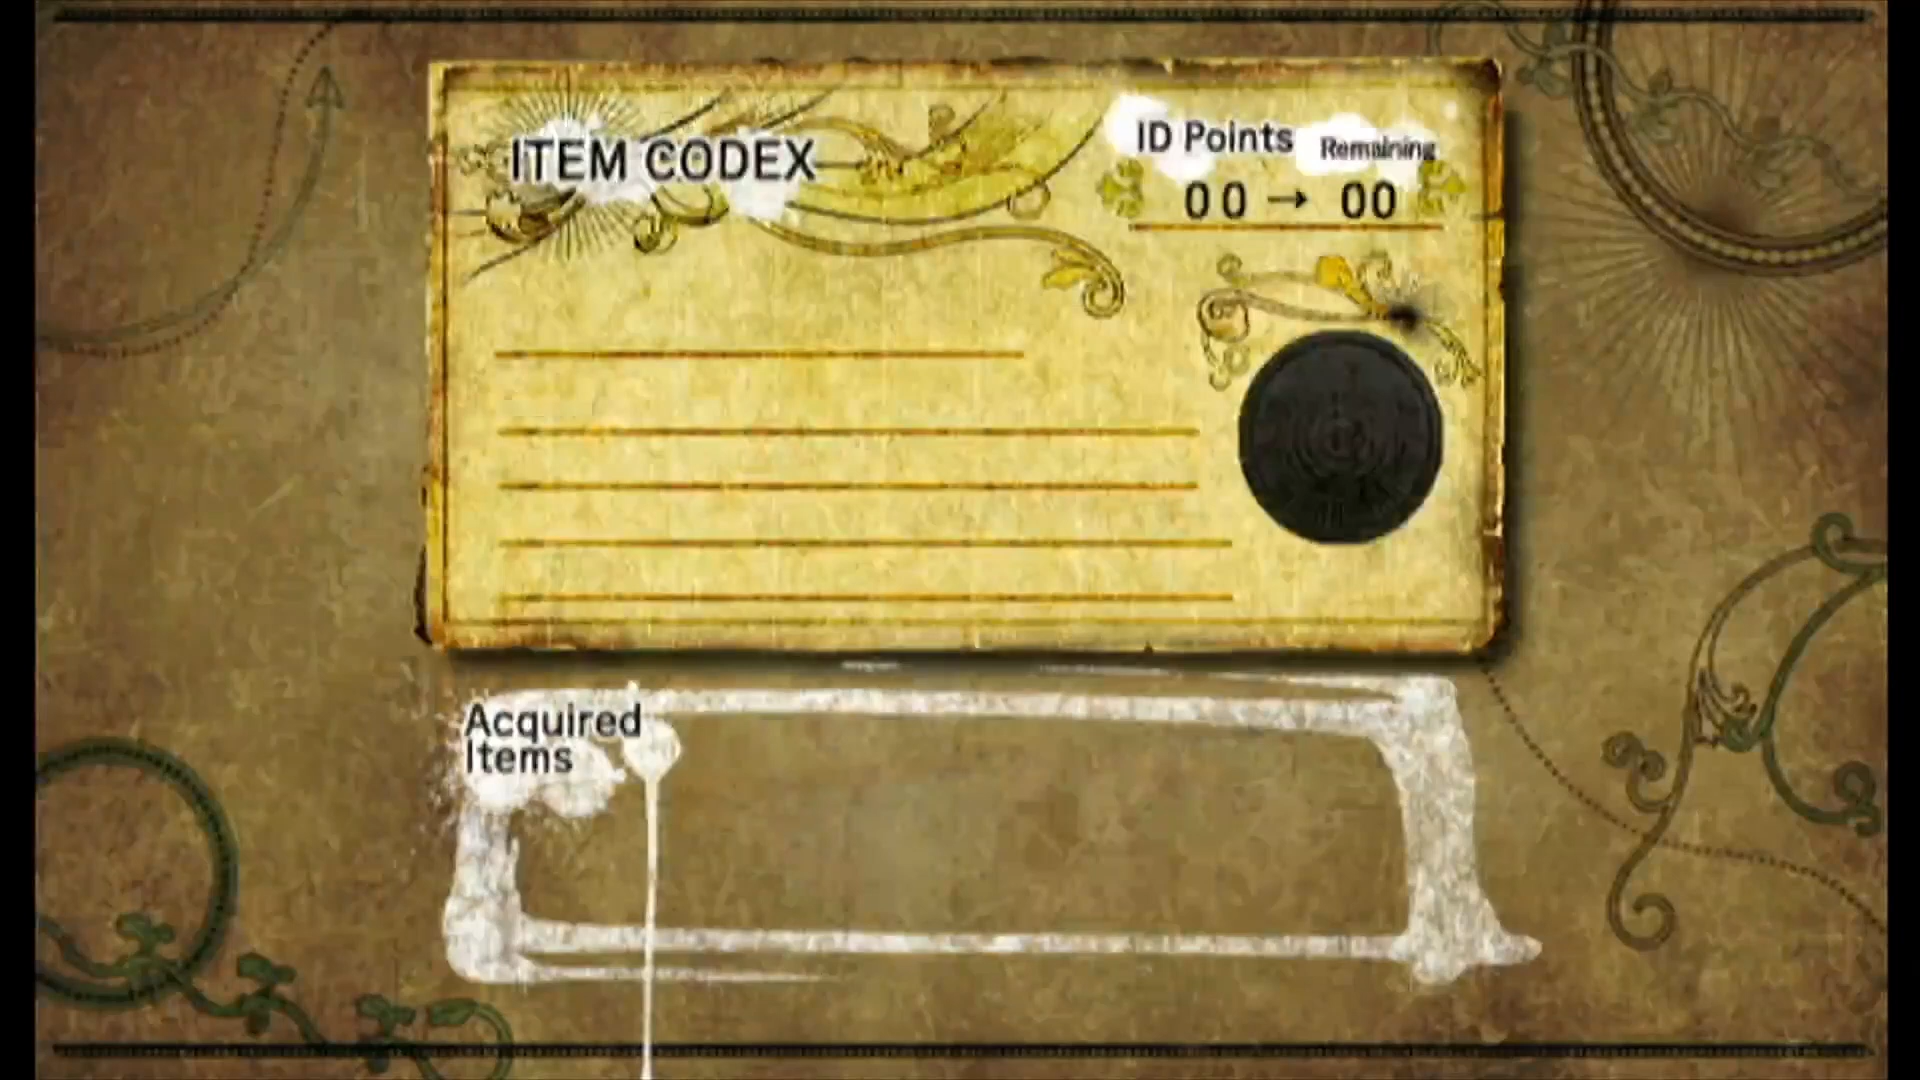 ITEM CODEX
ID Points Remaining
00 → 00
Acquired
Items